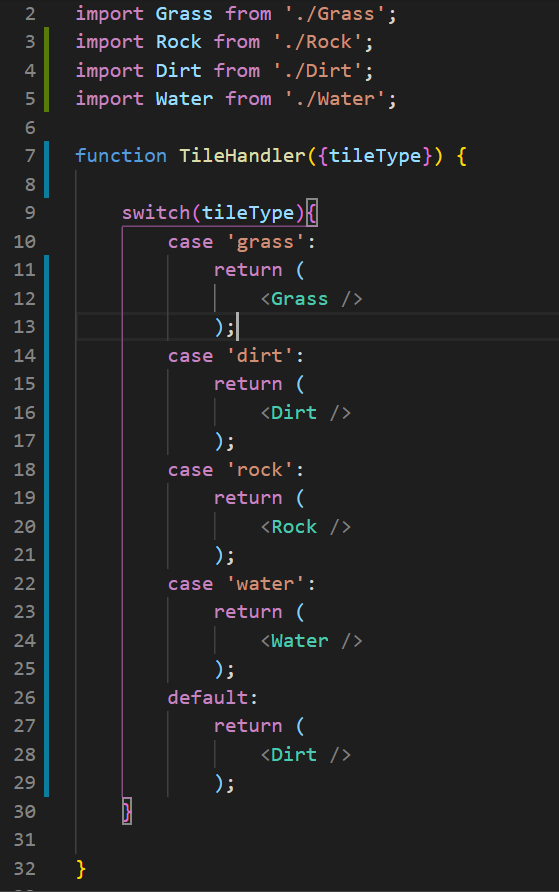 2 import Grass from './Grass';
3 import Rock from './Rock';
4 import Dirt from './Dirt';
5 import Water from './Water';
6
7 function TileHandler({tileType}) {
8
9     switch(tileType){
10         case 'grass':
11             return (
12                 <Grass />
13             );
14         case 'dirt':
15             return (
16                 <Dirt />
17             );
18         case 'rock':
19             return (
20                 <Rock />
21             );
22         case 'water':
23             return (
24                 <Water />
25             );
26         default:
27             return (
28                 <Dirt />
29             );
30     }
31
32 }